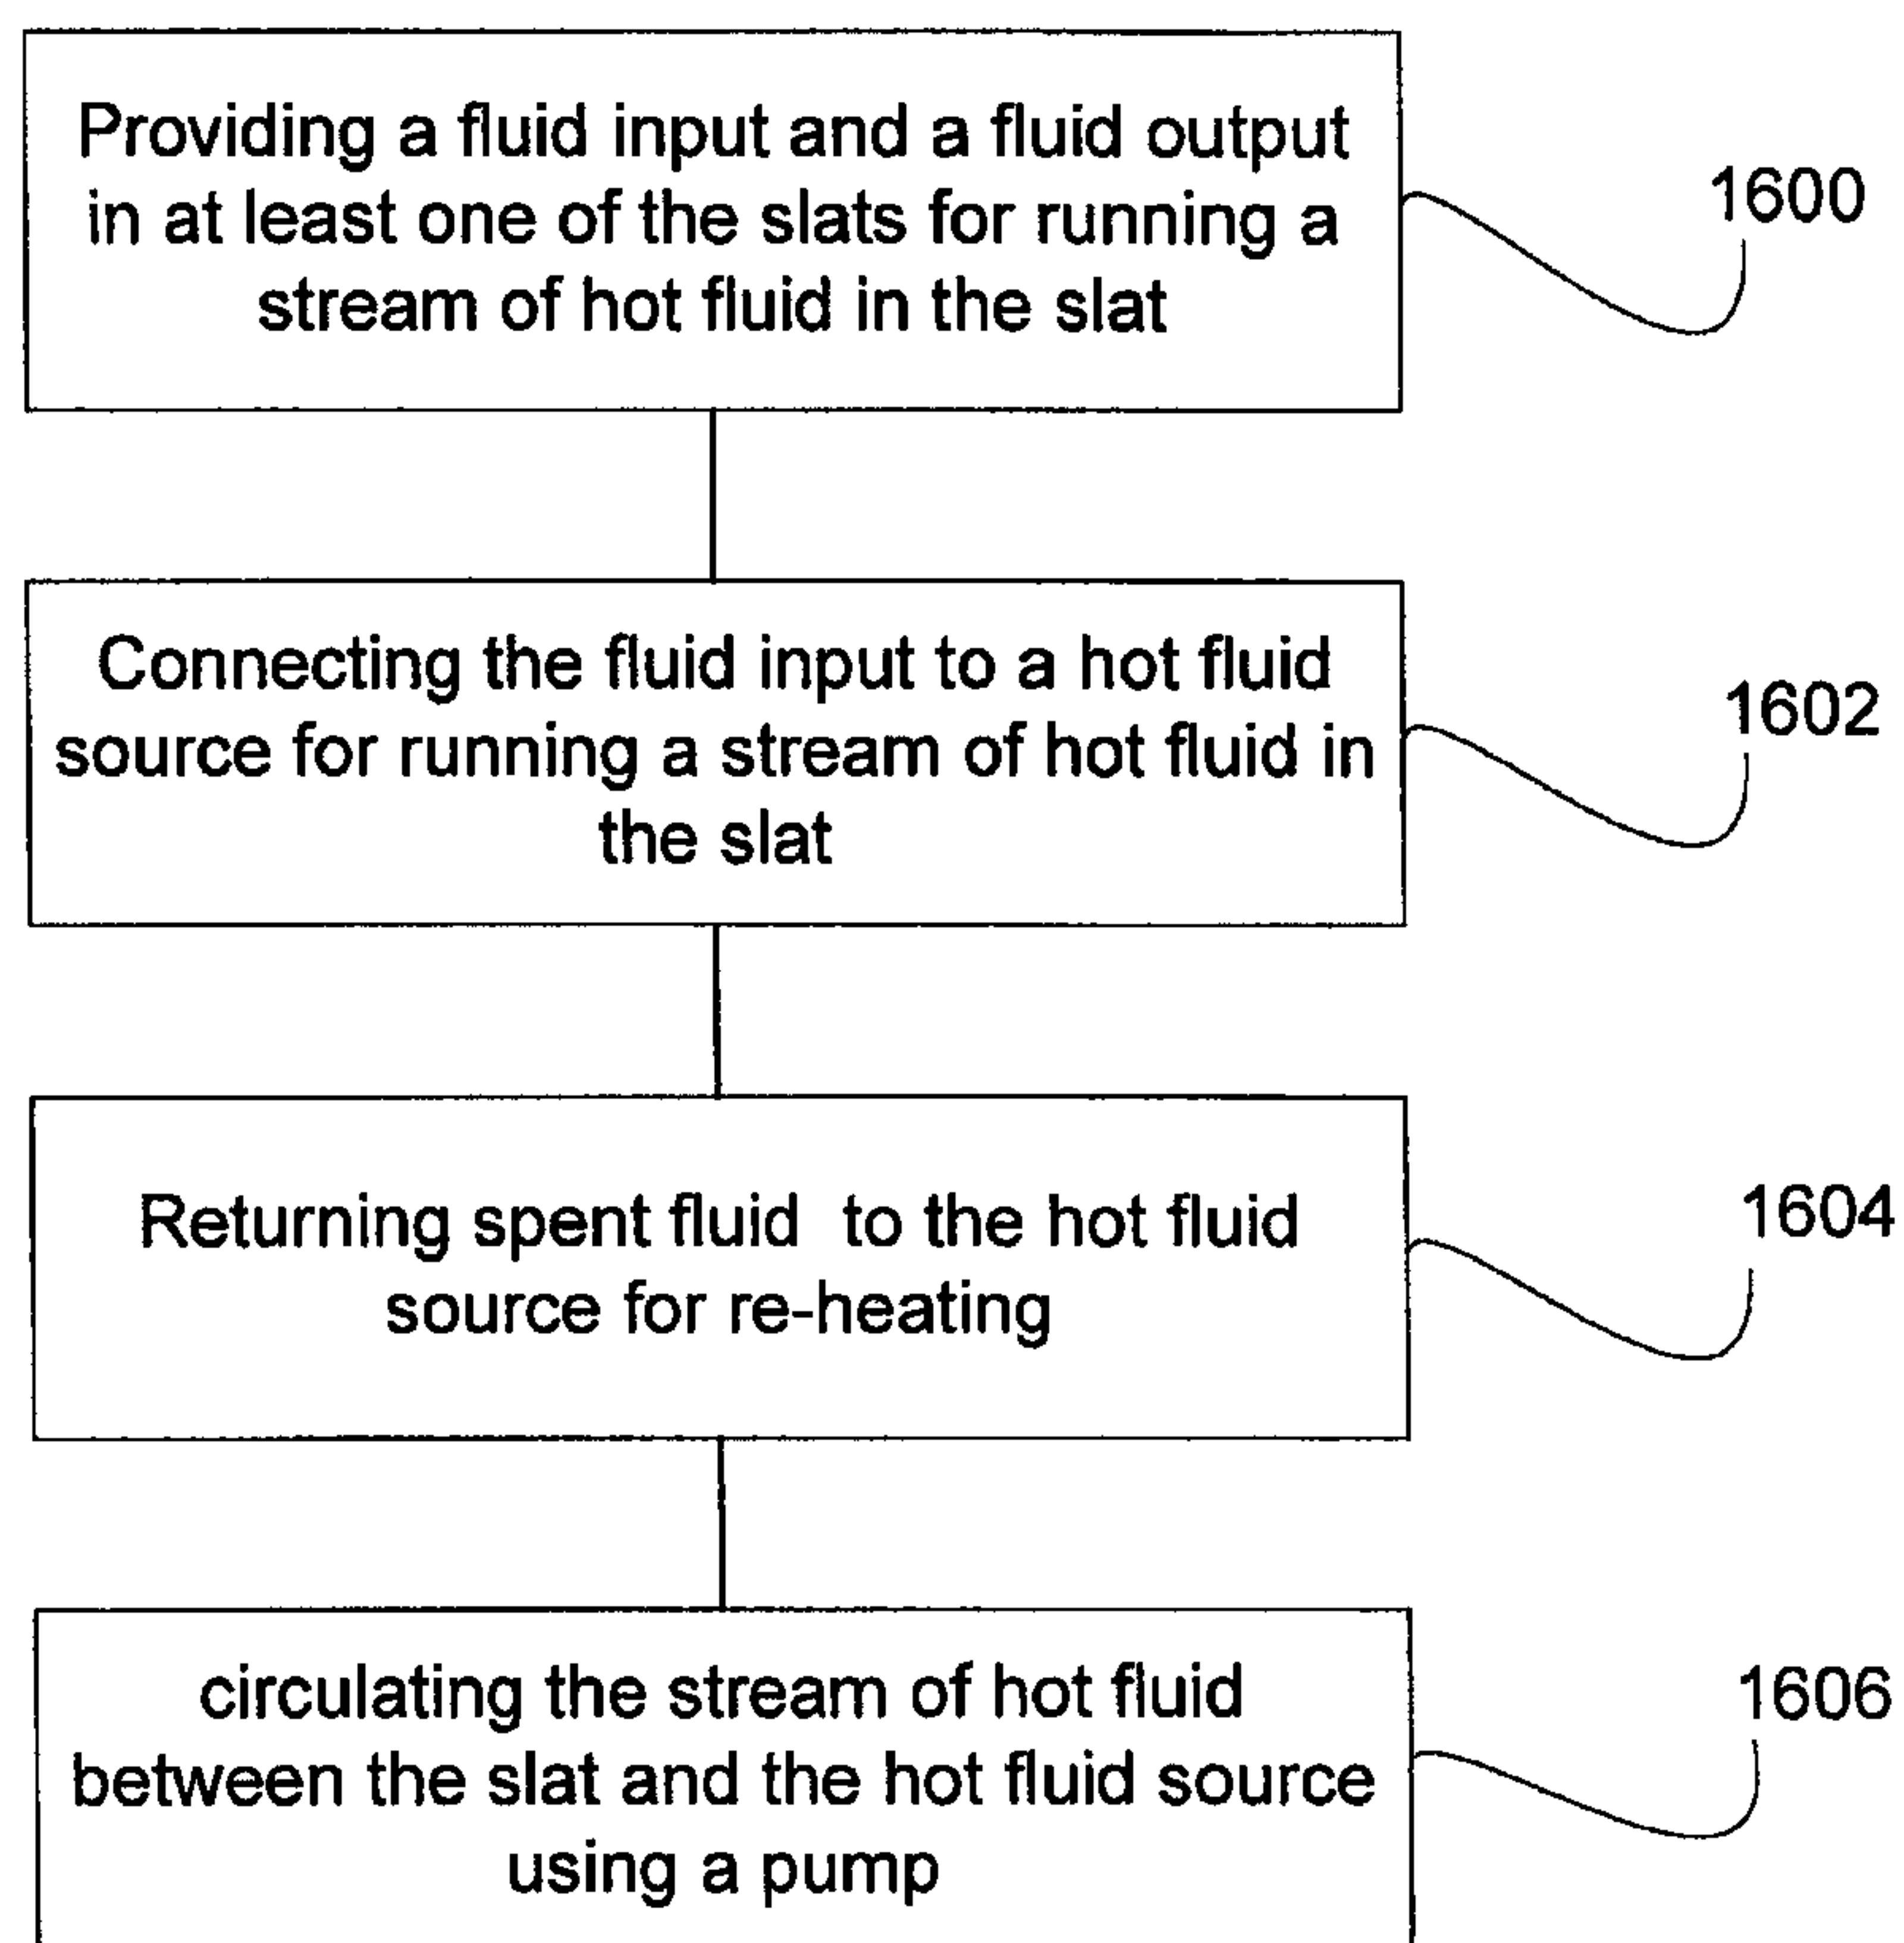 Providing a fluid input and a fluid output
in at least one of the slats for running a
stream of hot fluid in the slat
1600
Connecting the fluid input to a hot fluid
source for running a stream of hot fluid in
the slat
1602
Returning spent fluid to the hot fluid
source for re-heating
1604
circulating the stream of hot fluid
between the slat and the hot fluid source
using a pump
1606